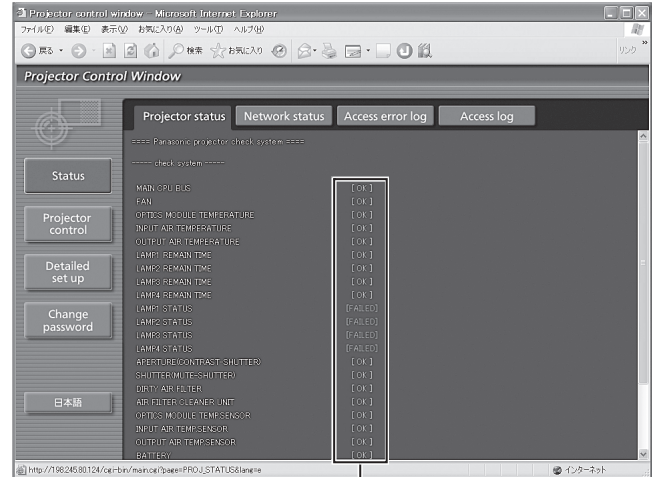 Projector control window - Microsoft Internet Explorer
ファイル(F) 編集(E) 表示(V) お気に入り(A) ツール(T) ヘルプ(H)
戻る 検索 お気に入り リンク »
Projector Control Window
Projector status Network status Access error log Access log
==== Panasonic projector check system ====
----- check system -----
MAIN CPU BUS [ OK ]
FAN [ OK ]
OPTICS MODULE TEMPERATURE [ OK ]
INPUT AIR TEMPERATURE [ OK ]
OUTPUT AIR TEMPERATURE [ OK ]
LAMP1 REMAIN TIME [ OK ]
LAMP2 REMAIN TIME [ OK ]
LAMP3 REMAIN TIME [ OK ]
LAMP4 REMAIN TIME [ OK ]
LAMP1 STATUS [FAILED]
LAMP2 STATUS [FAILED]
LAMP3 STATUS [FAILED]
LAMP4 STATUS [FAILED]
APERTURE(CONTRAST-SHUTTER) [ OK ]
SHUTTER(MUTE-SHUTTER) [ OK ]
DIRTY AIR FILTER [ OK ]
AIR FILTER CLEANER UNIT [ OK ]
OPTICS MODULE TEMP.SENSOR [ OK ]
INPUT AIR TEMP.SENSOR [ OK ]
OUTPUT AIR TEMP.SENSOR [ OK ]
BATTERY [ OK ]
Status
Projector
control
Detailed
set up
Change
password
日本語
http://198.245.80.124/cgi-bin/main.cgi?page=PROJ_STATUS&lang=e インターネット